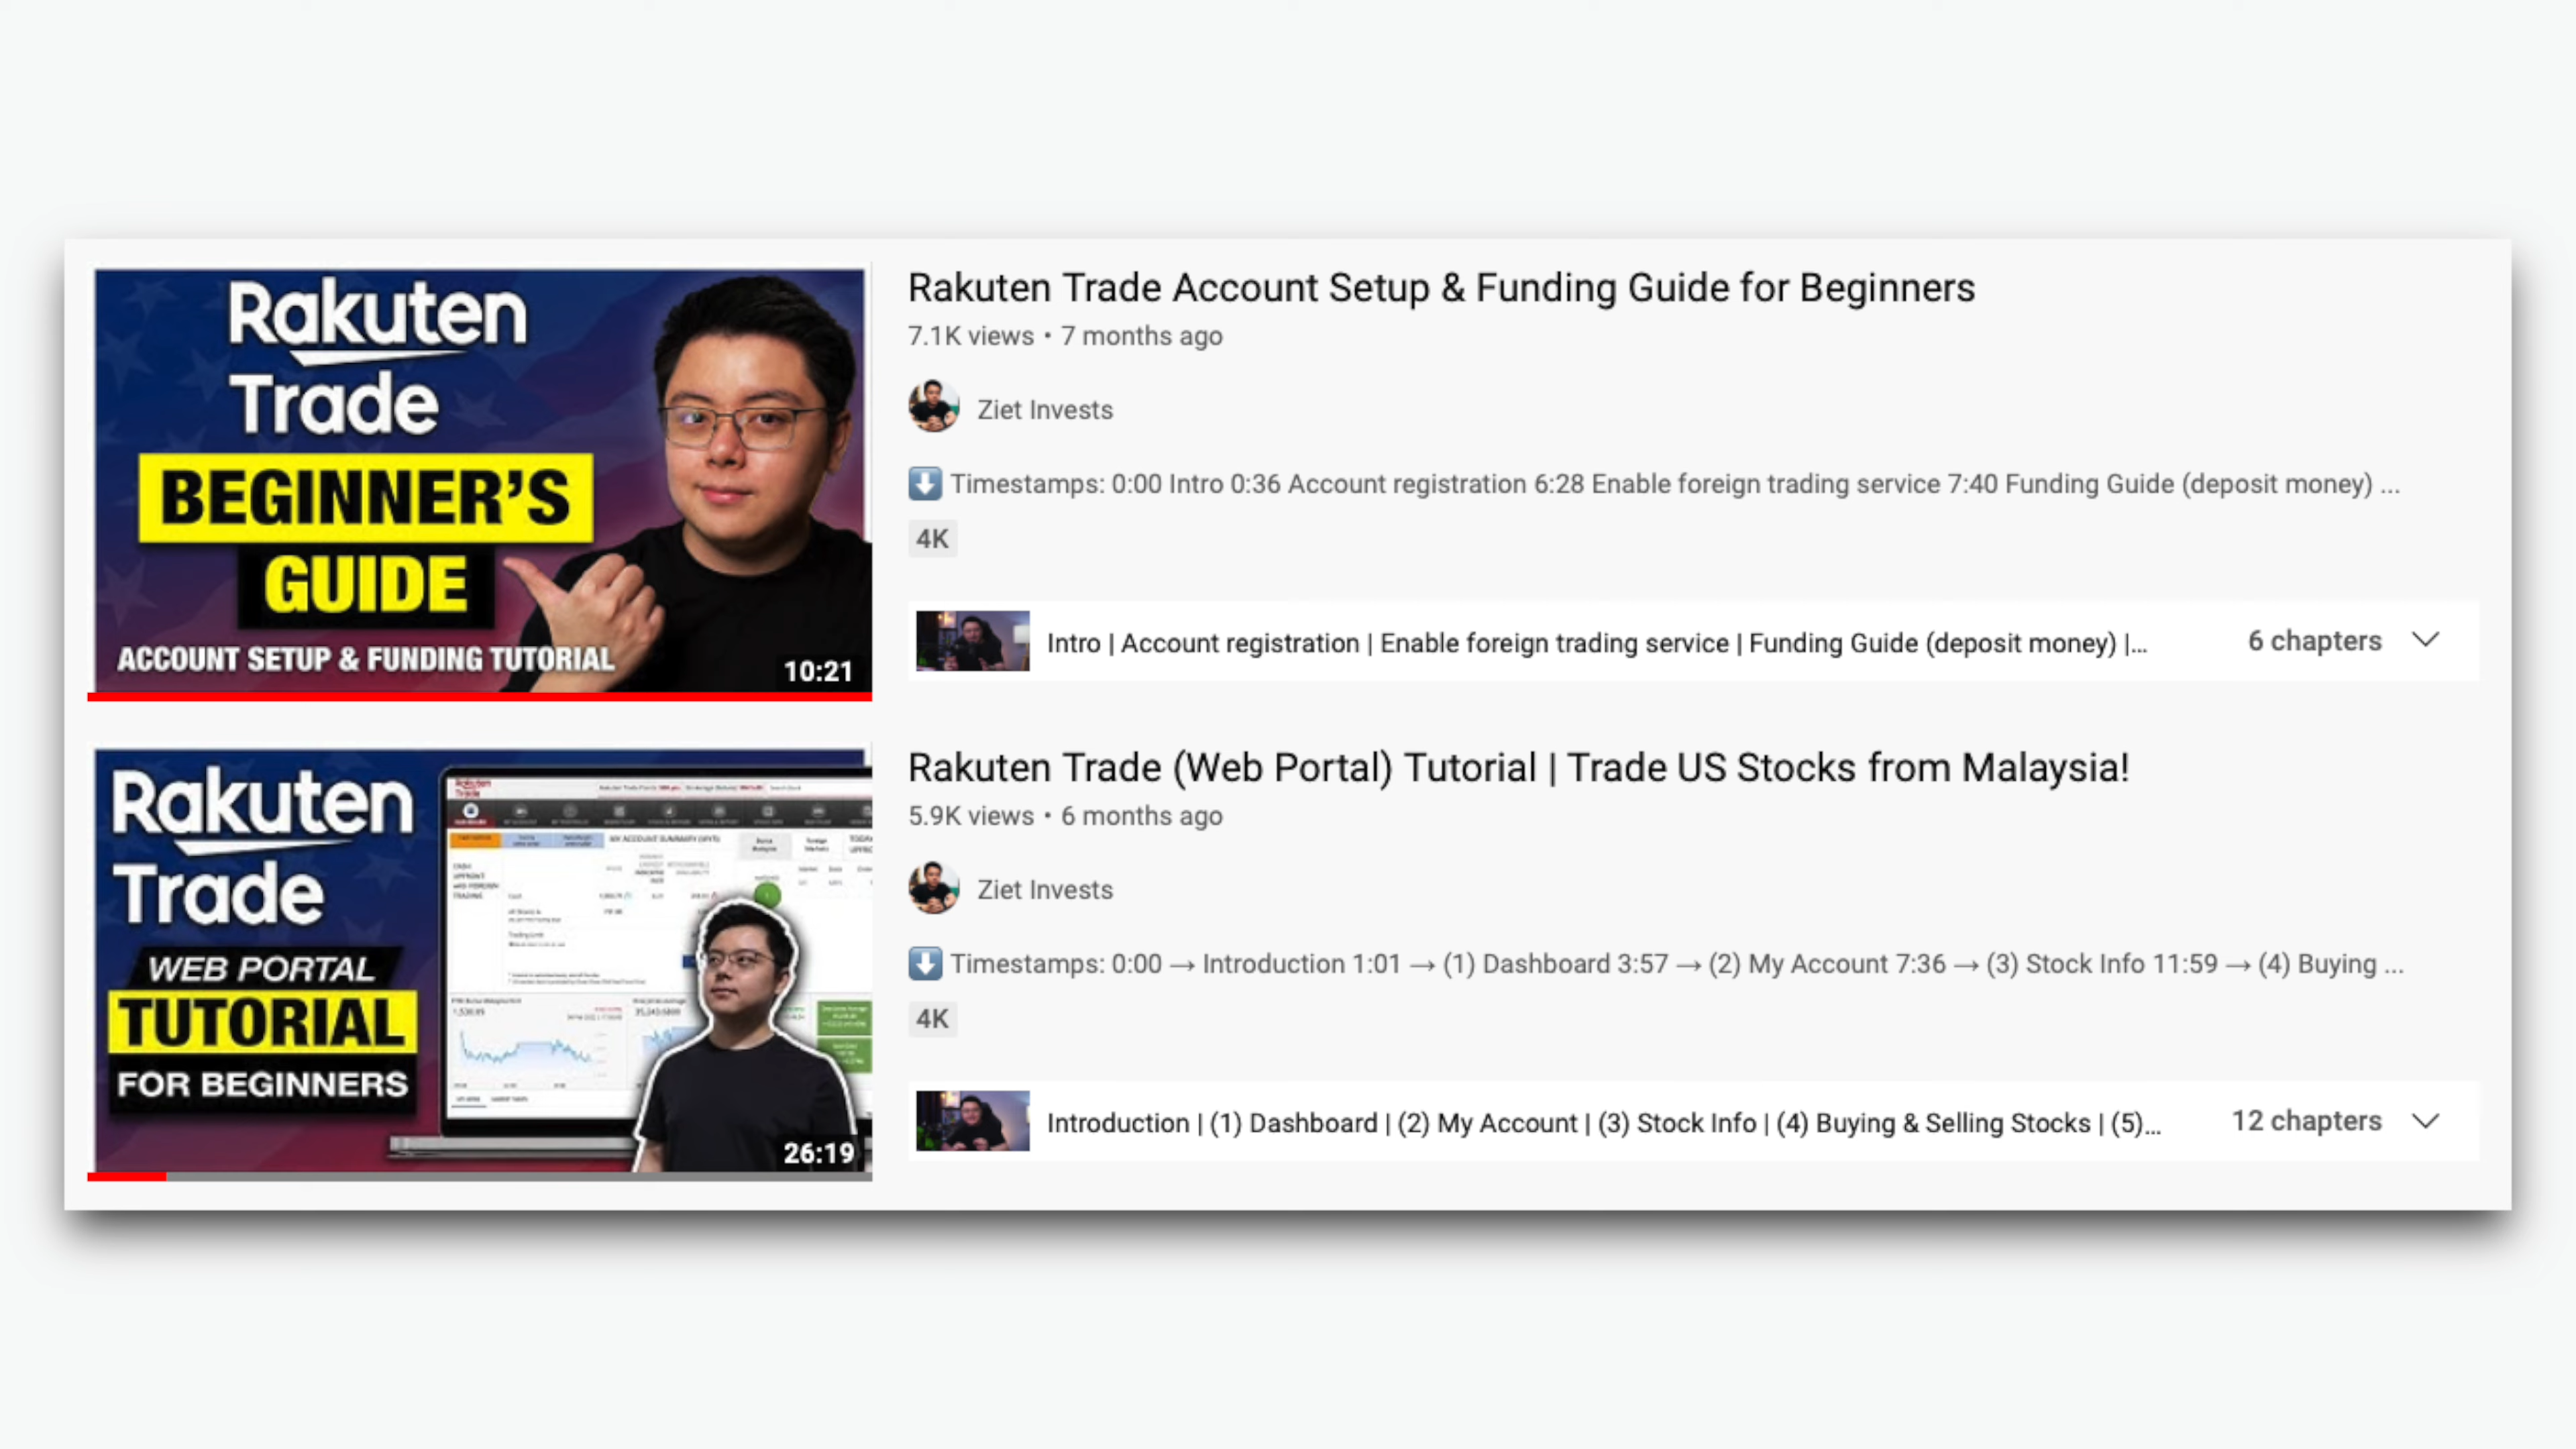 Rakuten
Trade
BEGINNER'S
GUIDE
ACCOUNT SETUP & FUNDING TUTORIAL
10:21
Rakuten Trade Account Setup & Funding Guide for Beginners
7.1K views • 7 months ago
Ziet Invests
⬇️ Timestamps: 0:00 Intro 0:36 Account registration 6:28 Enable foreign trading service 7:40 Funding Guide (deposit money) ...
4K
Intro | Account registration | Enable foreign trading service | Funding Guide (deposit money) |...
6 chapters
Rakuten
Trade
WEB PORTAL
TUTORIAL
FOR BEGINNERS
MY ACCOUNT SUMMARY (MYR)
26:19
Rakuten Trade (Web Portal) Tutorial | Trade US Stocks from Malaysia!
5.9K views • 6 months ago
Ziet Invests
⬇️ Timestamps: 0:00 → Introduction 1:01 → (1) Dashboard 3:57 → (2) My Account 7:36 → (3) Stock Info 11:59 → (4) Buying ...
4K
Introduction | (1) Dashboard | (2) My Account | (3) Stock Info | (4) Buying & Selling Stocks | (5)...
12 chapters